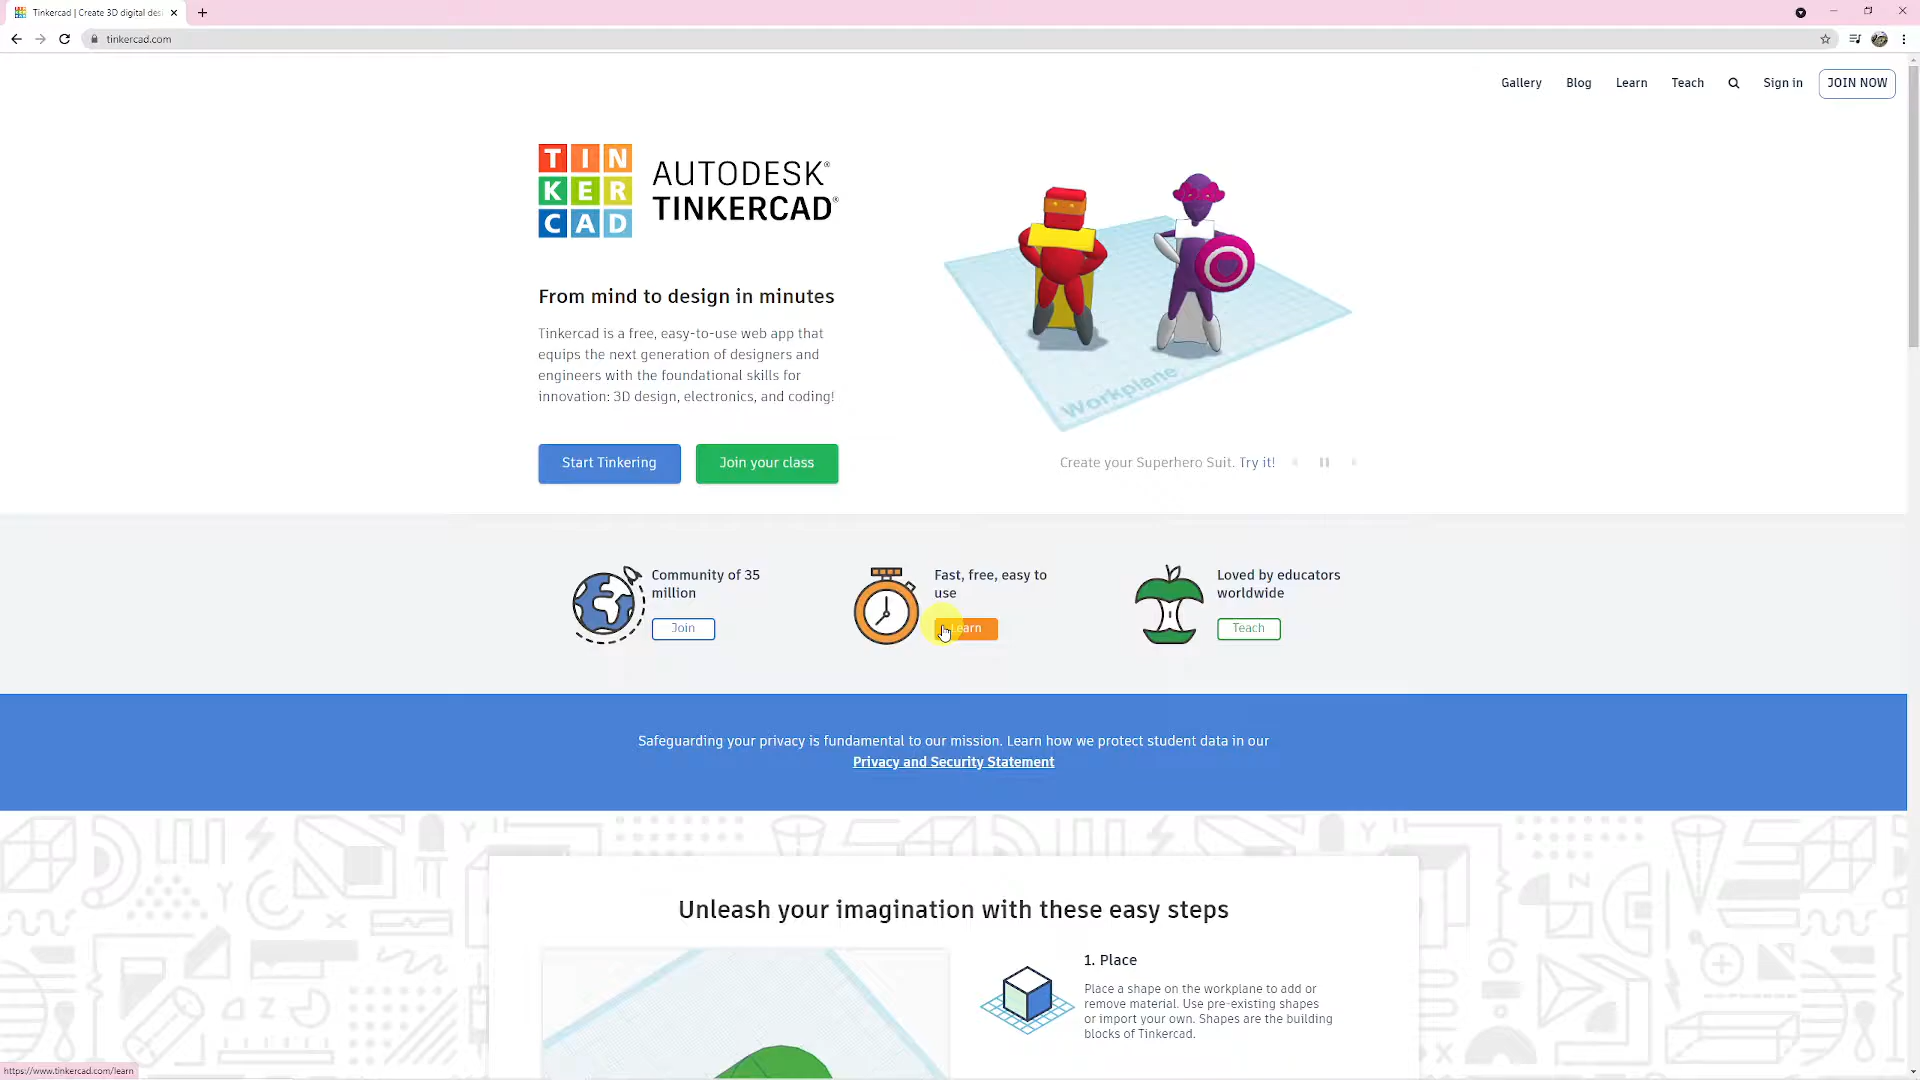 Tinkercad | Create 3D digital des
tinkercad.com
Gallery Blog Learn Teach Sign in JOIN NOW
TIN
KER
CAD
AUTODESK®
TINKERCAD®
From mind to design in minutes
Tinkercad is a free, easy-to-use web app that
equips the next generation of designers and
engineers with the foundational skills for
innovation: 3D design, electronics, and coding!
Start Tinkering Join your class
Workplane
Create your Superhero Suit. Try it!
Community of 35
million
Join
Fast, free, easy to
use
Learn
Loved by educators
worldwide
Teach
Safeguarding your privacy is fundamental to our mission. Learn how we protect student data in our
Privacy and Security Statement
Unleash your imagination with these easy steps
1. Place
Place a shape on the workplane to add or
remove material. Use pre-existing shapes
or import your own. Shapes are the building
blocks of Tinkercad.
https://www.tinkercad.com/learn